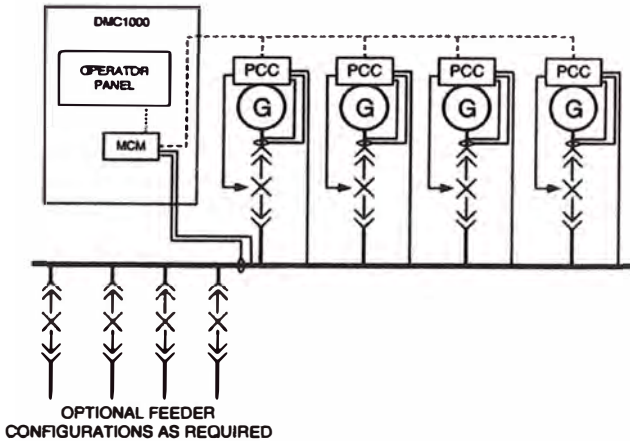 DMC1000
OPERATOR
PANEL
MCM
PCC PCC PCC PCC
G G G G
OPTIONAL FEEDER
CONFIGURATIONS AS REQUIRED